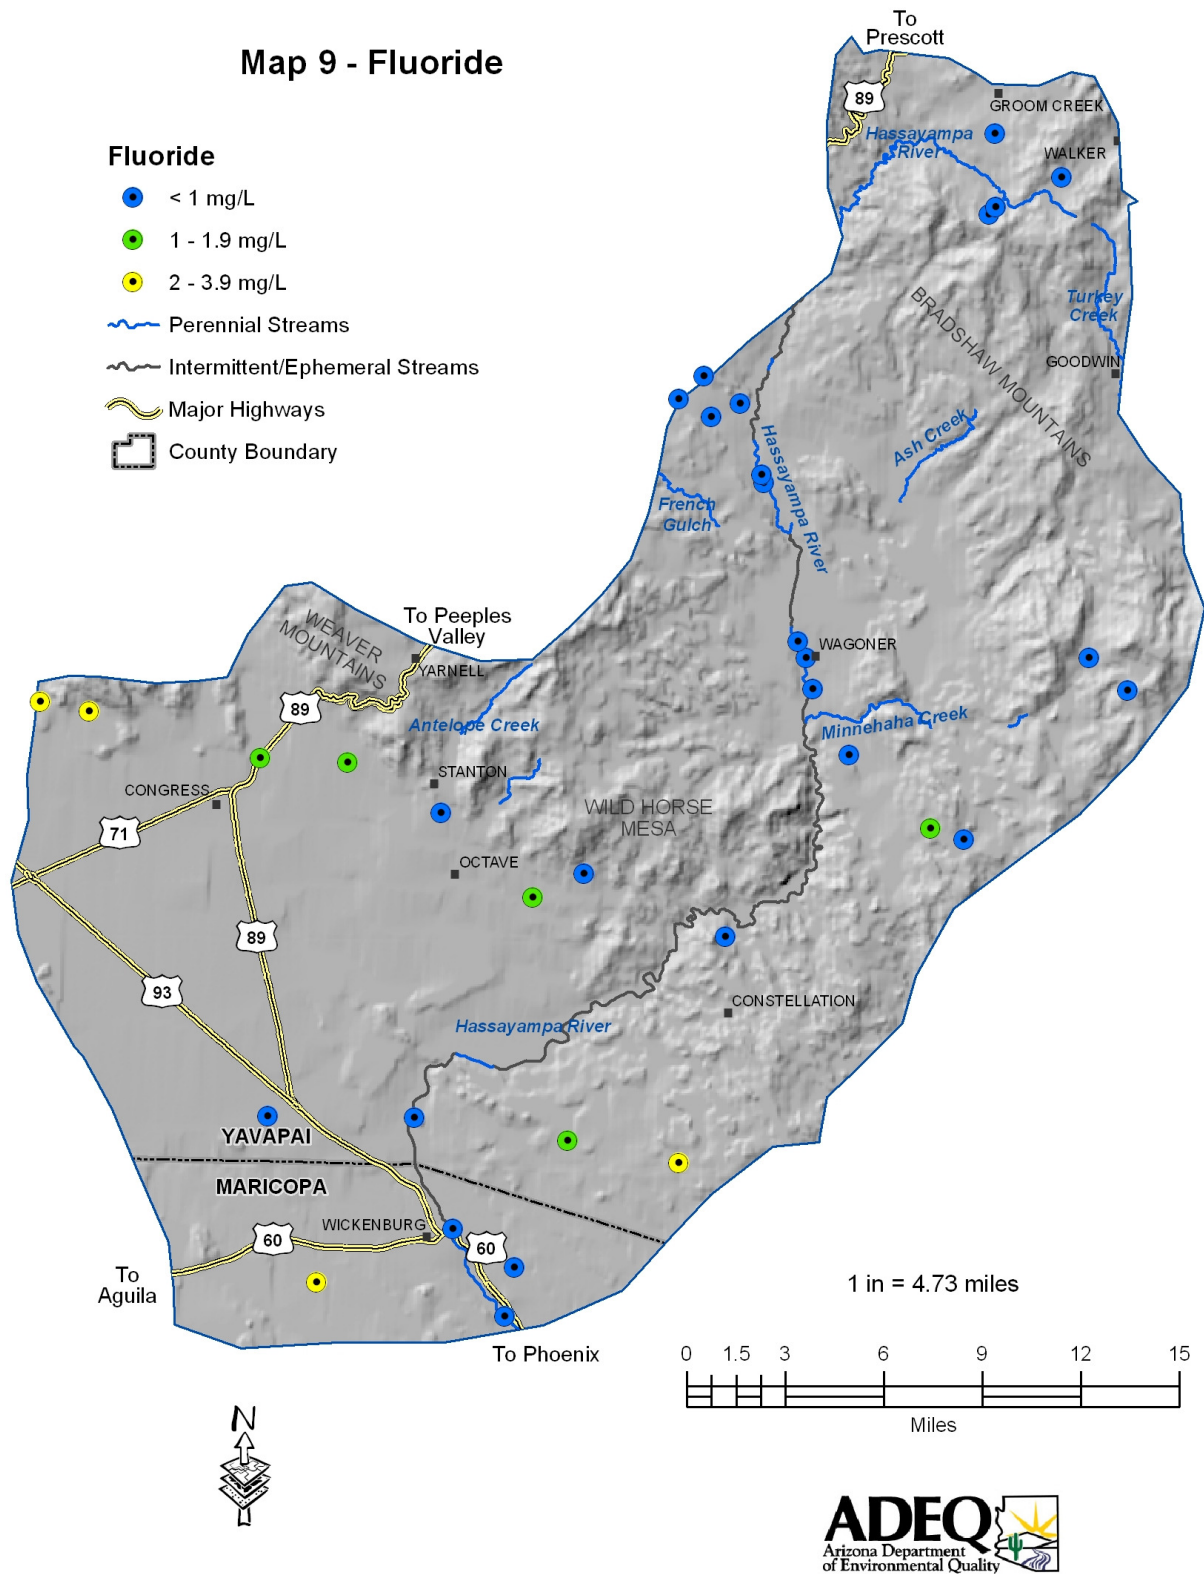 To
Prescott
Map 9 - Fluoride
89
GROOM CREEK
Hassayampa
River
WALKER
Fluoride
< 1 mg/L
1 - 1.9 mg/L
2 - 3.9 mg/L
Perennial Streams
Intermittent/Ephemeral Streams
Major Highways
County Boundary
BRADSHAW MOUNTAINS
Turkey
Creek
GOODWIN
Ash Creek
Hassayampa River
French
Gulch
WEAVER
MOUNTAINS
To Peeples
Valley
YARNELL
WAGONER
89
Antelope Creek
Minnehaha Creek
STANTON
CONGRESS
WILD HORSE
MESA
71
OCTAVE
89
93
CONSTELLATION
Hassayampa River
YAVAPAI
MARICOPA
WICKENBURG
60
60
To
Aguila
1 in = 4.73 miles
To Phoenix
0 1.5 3 6 9 12 15
Miles
N
ADEQ
Arizona Department
of Environmental Quality